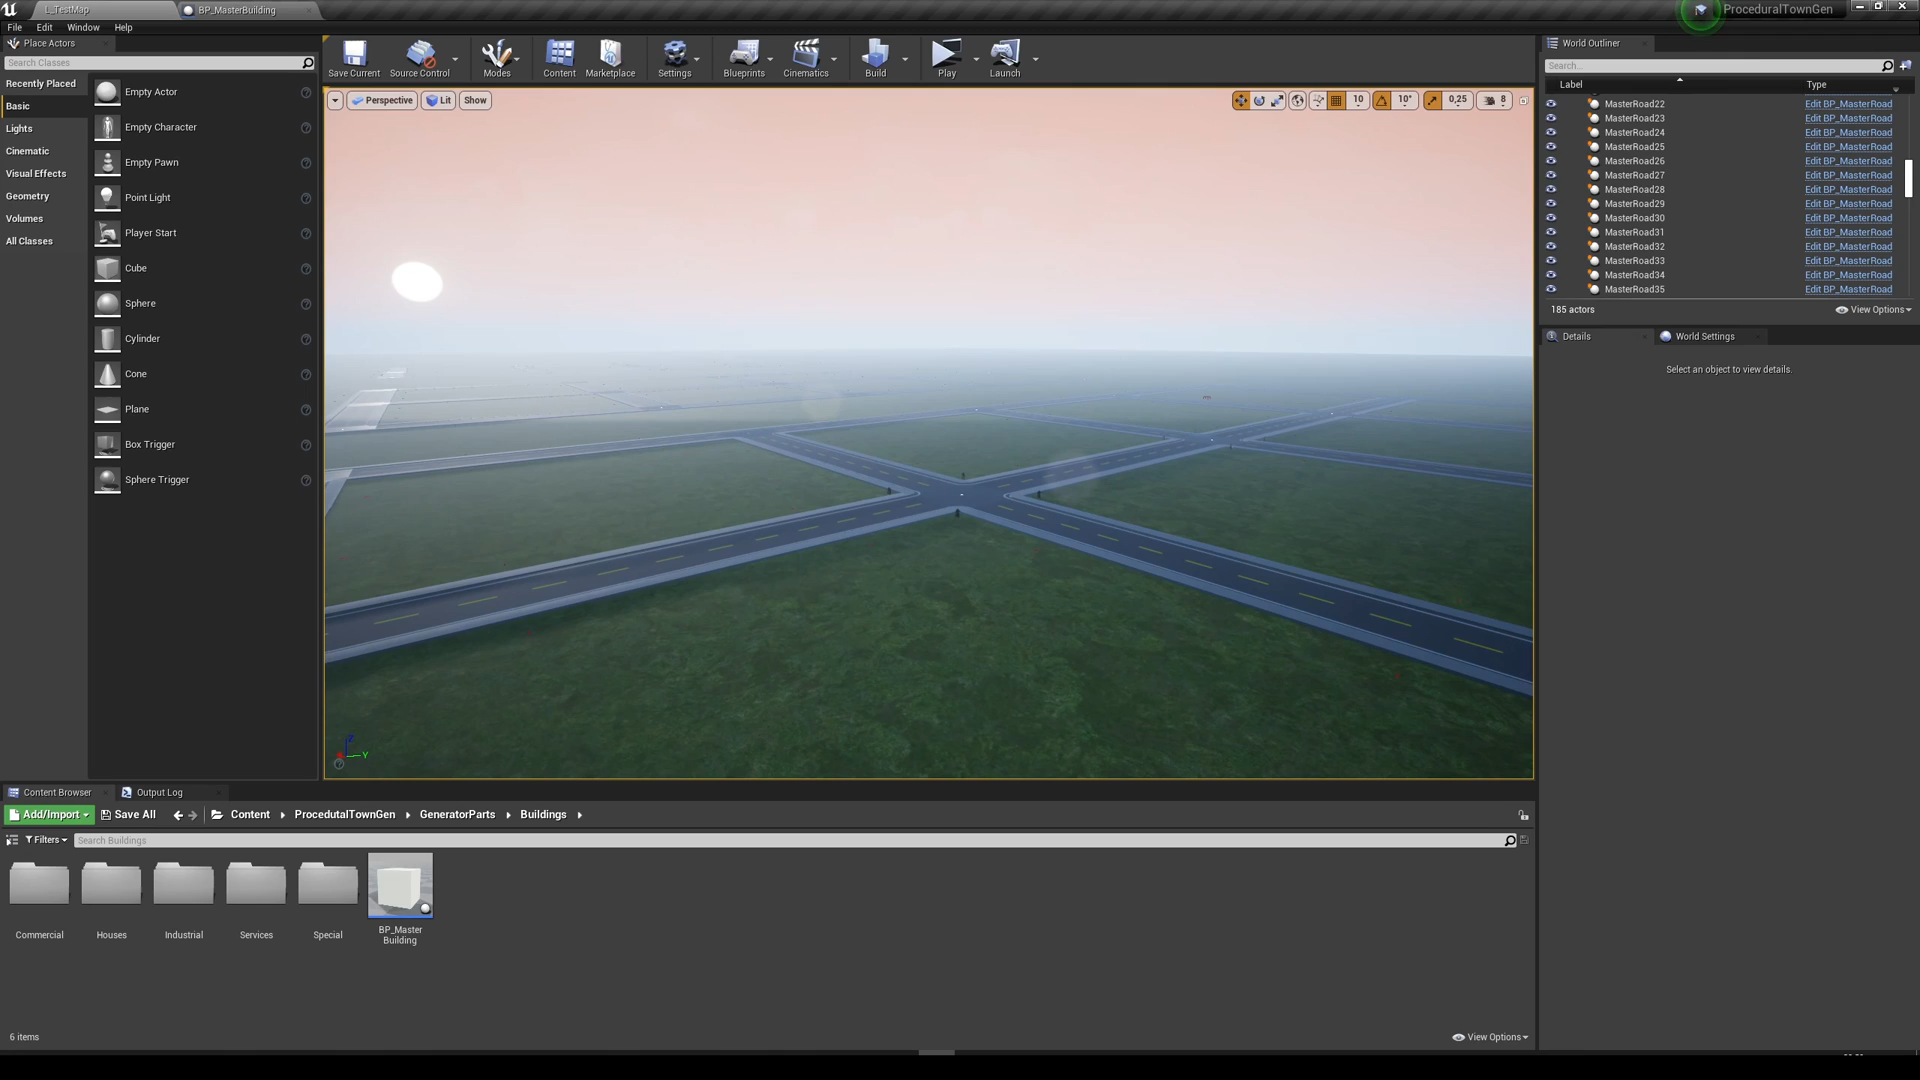 L_TestMap
BP_MasterBuilding
ProceduralTownGen
File Edit Window Help
Place Actors
Search Classes
Recently Placed
Basic
Lights
Cinematic
Visual Effects
Geometry
Volumes
All Classes
Empty Actor
Empty Character
Empty Pawn
Point Light
Player Start
Cube
Sphere
Cylinder
Cone
Plane
Box Trigger
Sphere Trigger
Save Current
Source Control
Modes
Content
Marketplace
Settings
Blueprints
Cinematics
Build
Play
Launch
Perspective
Lit
Show
10
10°
0,25
8
Y
World Outliner
Search...
Label Type
MasterRoad22 Edit BP_MasterRoad
MasterRoad23 Edit BP_MasterRoad
MasterRoad24 Edit BP_MasterRoad
MasterRoad25 Edit BP_MasterRoad
MasterRoad26 Edit BP_MasterRoad
MasterRoad27 Edit BP_MasterRoad
MasterRoad28 Edit BP_MasterRoad
MasterRoad29 Edit BP_MasterRoad
MasterRoad30 Edit BP_MasterRoad
MasterRoad31 Edit BP_MasterRoad
MasterRoad32 Edit BP_MasterRoad
MasterRoad33 Edit BP_MasterRoad
MasterRoad34 Edit BP_MasterRoad
MasterRoad35 Edit BP_MasterRoad
185 actors
View Options
Details
World Settings
Select an object to view details.
Content Browser
Output Log
Add/Import
Save All
Content
ProcedutalTownGen
GeneratorParts
Buildings
Filters
Search Buildings
Commercial
Houses
Industrial
Services
Special
BP_Master
Building
6 items
View Options